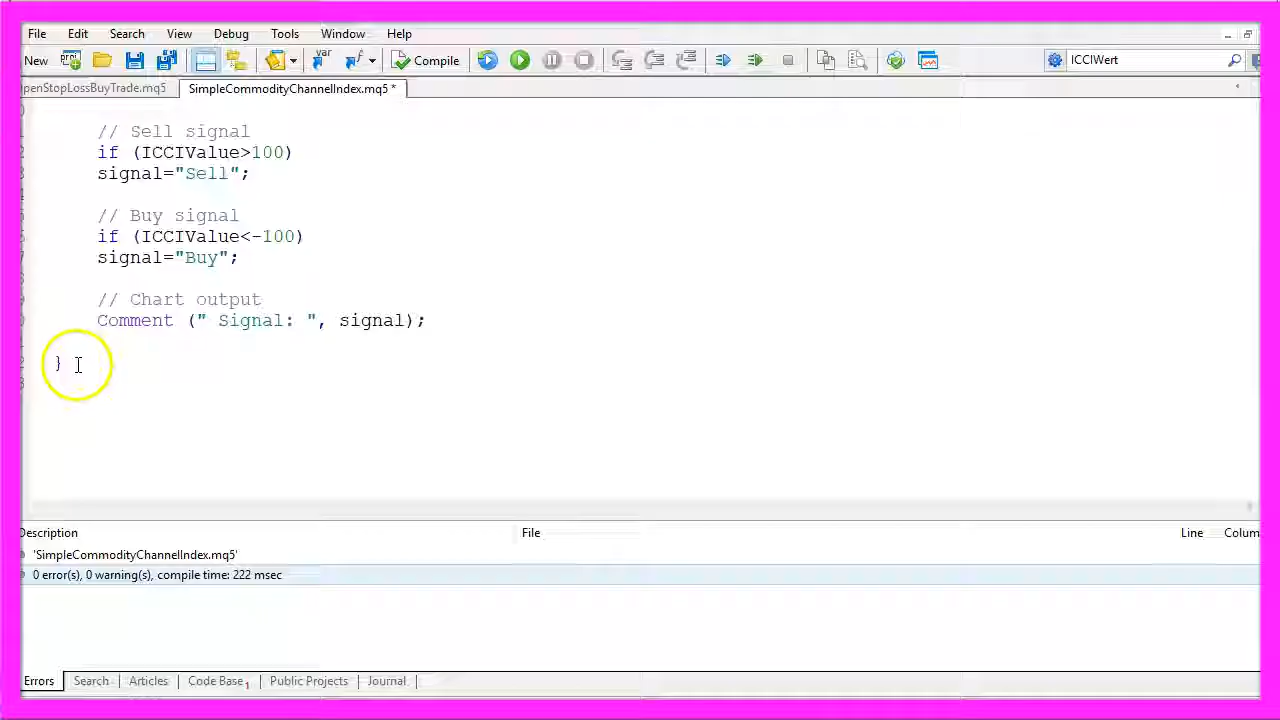 File Edit Search View Debug Tools Window Help
New Compile ICCIWert
penStopLossBuyTrade.mq5 SimpleCommodityChannelIndex.mq5 *
// Sell signal
if (ICCIValue>100)
signal="Sell";
// Buy signal
if (ICCIValue<-100)
signal="Buy";
// Chart output
Comment (" Signal: ", signal);
}
Description File Line Colum
'SimpleCommodityChannelIndex.mq5'
0 error(s), 0 warning(s), compile time: 222 msec
Errors Search Articles Code Base 1 Public Projects Journal